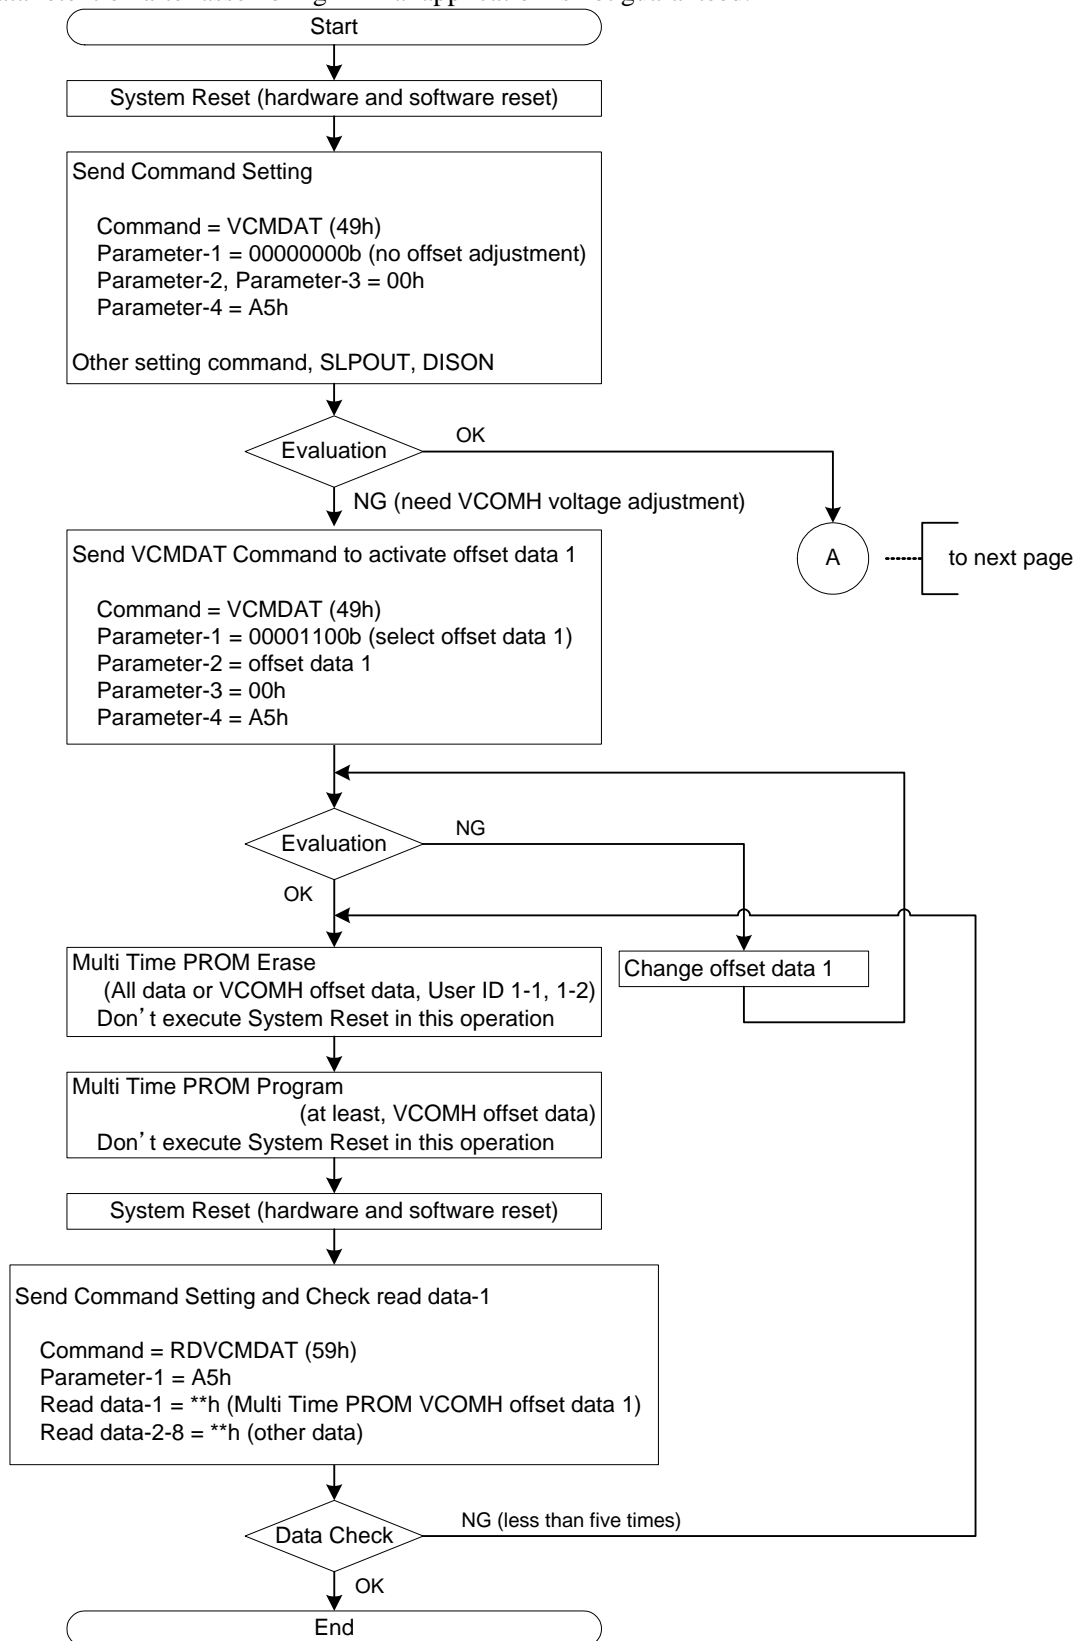 Start
System Reset (hardware and software reset)
Send Command Setting
Command = VCMDAT (49h)
Parameter-1 = 00000000b (no offset adjustment)
Parameter-2, Parameter-3 = 00h
Parameter-4 = A5h
Other setting command, SLPOUT, DISON
Evaluation
OK
NG (need VCOMH voltage adjustment)
A
to next page
Send VCMDAT Command to activate offset data 1
Command = VCMDAT (49h)
Parameter-1 = 00001100b (select offset data 1)
Parameter-2 = offset data 1
Parameter-3 = 00h
Parameter-4 = A5h
Evaluation
NG
OK
Change offset data 1
Multi Time PROM Erase
(All data or VCOMH offset data, User ID 1-1, 1-2)
Don't execute System Reset in this operation
Multi Time PROM Program
(at least, VCOMH offset data)
Don't execute System Reset in this operation
System Reset (hardware and software reset)
Send Command Setting and Check read data-1
Command = RDVCMDAT (59h)
Parameter-1 = A5h
Read data-1 = **h (Multi Time PROM VCOMH offset data 1)
Read data-2-8 = **h (other data)
Data Check
NG (less than five times)
OK
End